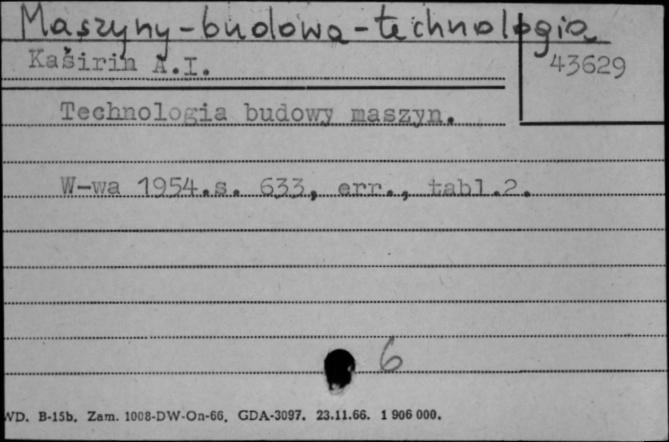 Maszyny-budowa-technologia
Kaširin A.I.
43629
Technologia budowy maszyn.
W-wa 1954.s. 633, err., tabl.2.
6
WD. B-15b. Zam. 1008-DW-On-66. GDA-3097. 23.11.66. 1 906 000.